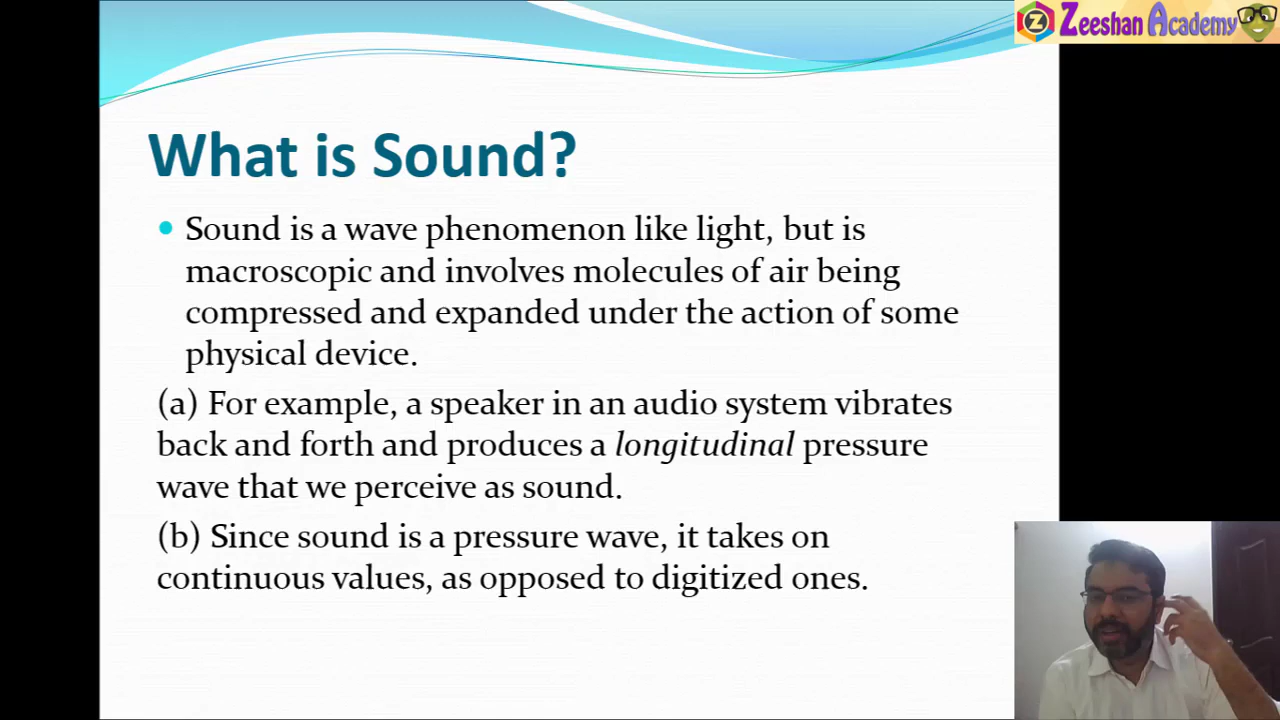 Zeeshan Academy
What is Sound?
• Sound is a wave phenomenon like light, but is
macroscopic and involves molecules of air being
compressed and expanded under the action of some
physical device.
(a) For example, a speaker in an audio system vibrates
back and forth and produces a longitudinal pressure
wave that we perceive as sound.
(b) Since sound is a pressure wave, it takes on
continuous values, as opposed to digitized ones.